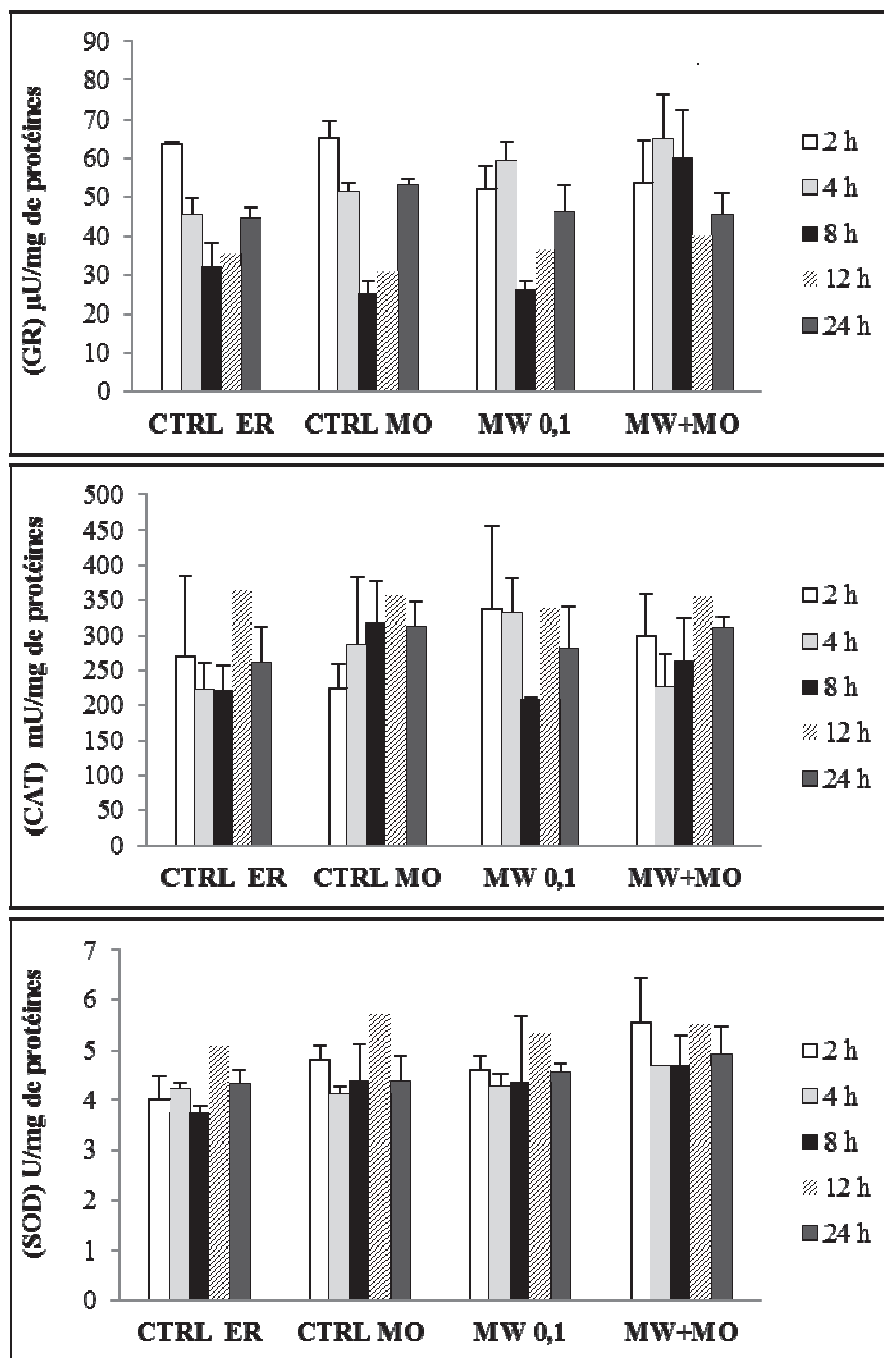 (GR) µU/mg de protéines
90
80
70
60
50
40
30
20
10
0
CTRL ER CTRL MO MW 0,1 MW+MO
2 h
4 h
8 h
12 h
24 h
(CAT) mU/mg de protéines
500
450
400
350
300
250
200
150
100
50
0
CTRL ER CTRL MO MW 0,1 MW+MO
2 h
4 h
8 h
12 h
24 h
(SOD) U/mg de protéines
7
6
5
4
3
2
1
0
CTRL ER CTRL MO MW 0,1 MW+MO
2 h
4 h
8 h
12 h
24 h